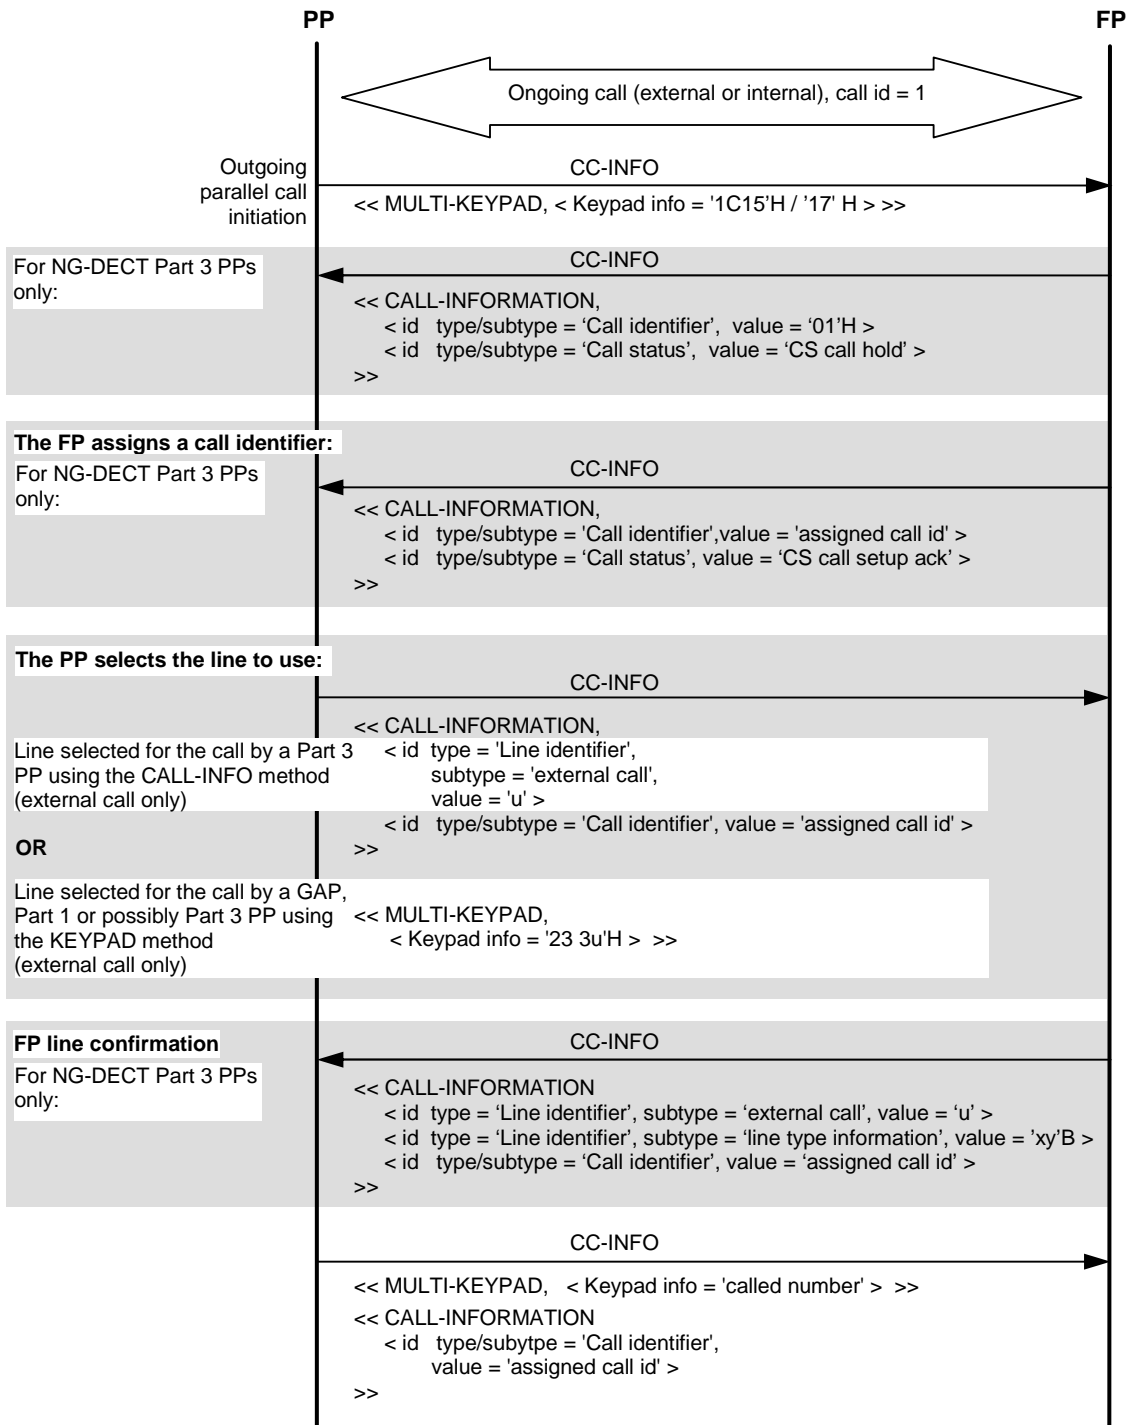 PP
FP
Ongoing call (external or internal), call id = 1
Outgoing
parallel call
initiation
CC-INFO
<< MULTI-KEYPAD, < Keypad info = '1C15'H / '17' H > >>
For NG-DECT Part 3 PPs
only:
CC-INFO
<< CALL-INFORMATION,
< id type/subtype = ‘Call identifier’, value = ‘01’H >
< id type/subtype = ‘Call status’, value = ‘CS call hold’ >
>>
The FP assigns a call identifier:
For NG-DECT Part 3 PPs
only:
CC-INFO
<< CALL-INFORMATION,
< id type/subtype = 'Call identifier',value = 'assigned call id' >
< id type/subtype = ‘Call status’, value = ‘CS call setup ack’ >
>>
The PP selects the line to use:
CC-INFO
<< CALL-INFORMATION,
Line selected for the call by a Part 3
PP using the CALL-INFO method
(external call only)
< id type = 'Line identifier',
subtype = 'external call',
value = 'u' >
< id type/subtype = 'Call identifier', value = 'assigned call id' >
>>
OR
Line selected for the call by a GAP,
Part 1 or possibly Part 3 PP using
the KEYPAD method
(external call only)
<< MULTI-KEYPAD,
< Keypad info = '23 3u'H > >>
FP line confirmation
For NG-DECT Part 3 PPs
only:
CC-INFO
<< CALL-INFORMATION
< id type = ‘Line identifier’, subtype = ‘external call’, value = ‘u’ >
< id type = ‘Line identifier’, subtype = ‘line type information’, value = ’xy’B >
< id type/subtype = ‘Call identifier’, value = ‘assigned call id’ >
>>
CC-INFO
<< MULTI-KEYPAD, < Keypad info = 'called number' > >>
<< CALL-INFORMATION
< id type/subytpe = 'Call identifier',
value = 'assigned call id' >
>>